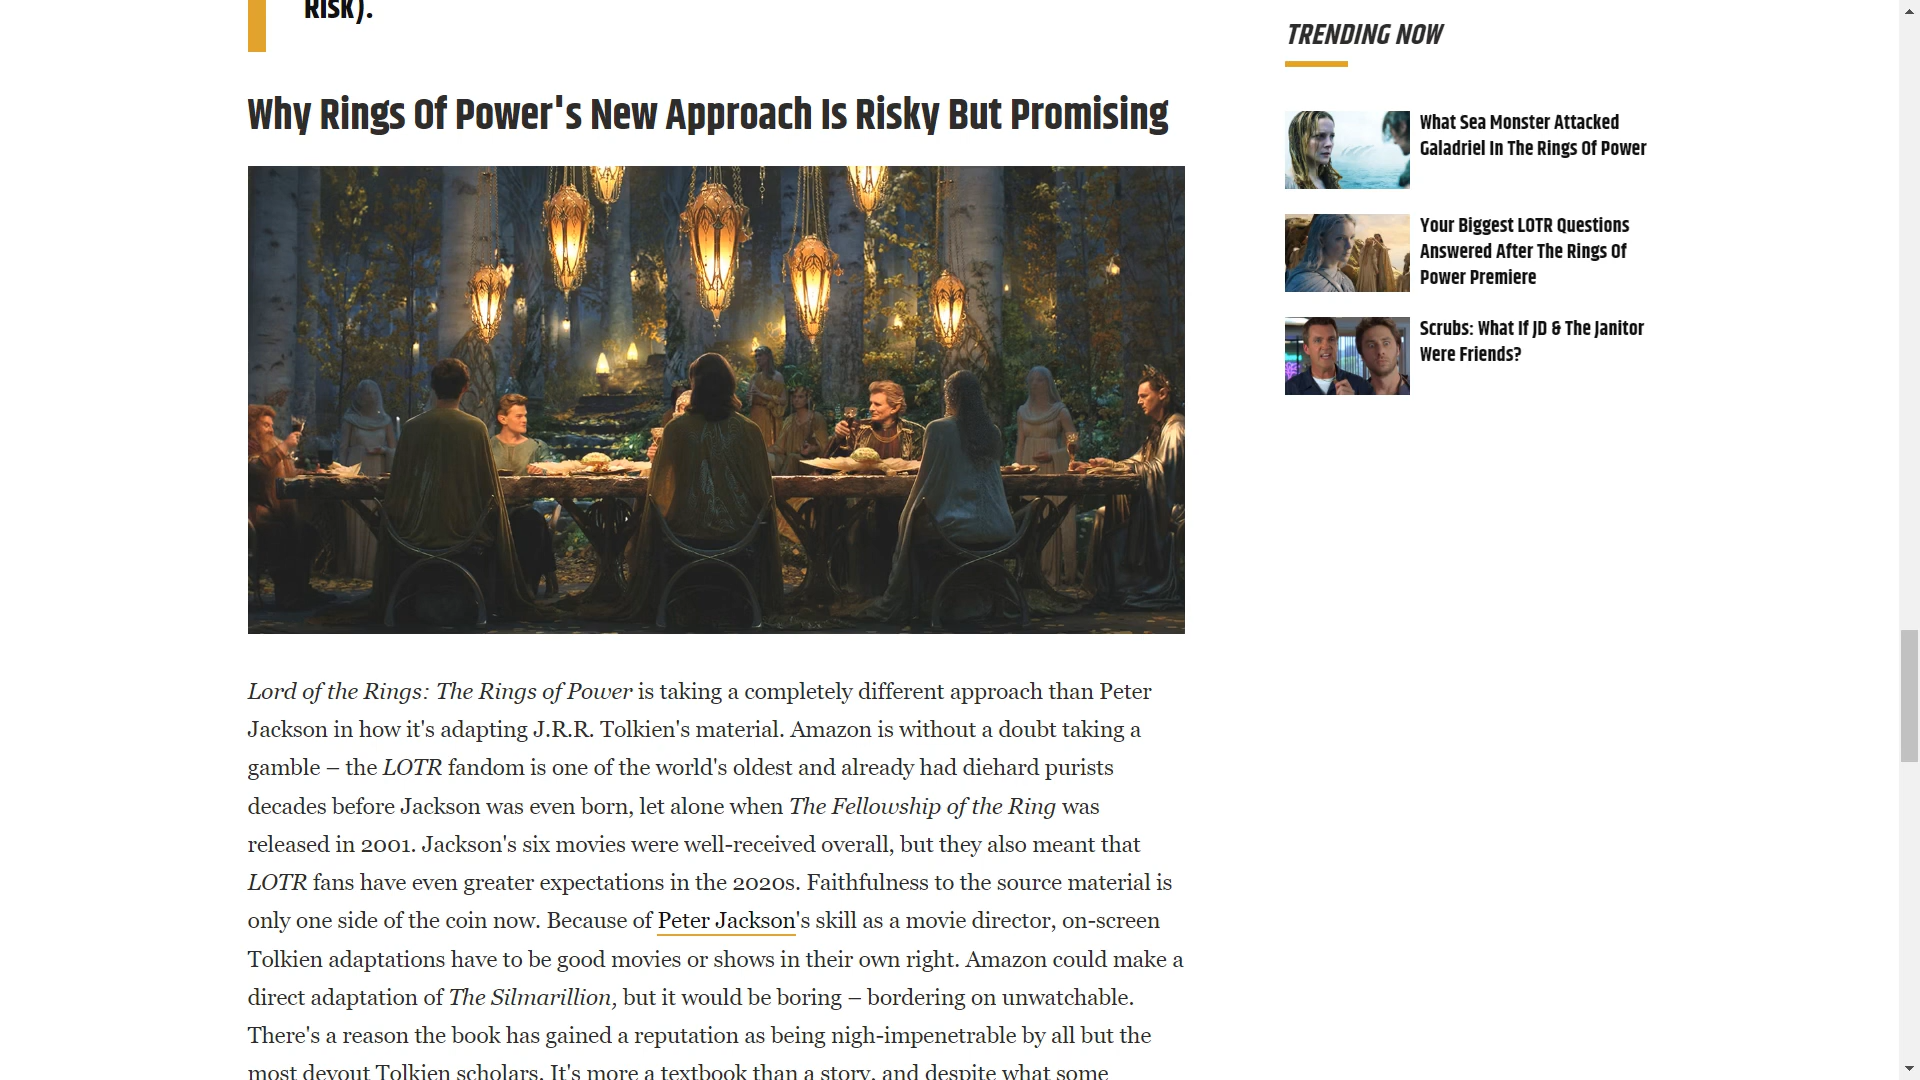 RISK).
Why Rings Of Power's New Approach Is Risky But Promising
Lord of the Rings: The Rings of Power is taking a completely different approach than Peter
Jackson in how it's adapting J.R.R. Tolkien's material. Amazon is without a doubt taking a
gamble – the LOTR fandom is one of the world's oldest and already had diehard purists
decades before Jackson was even born, let alone when The Fellowship of the Ring was
released in 2001. Jackson's six movies were well-received overall, but they also meant that
LOTR fans have even greater expectations in the 2020s. Faithfulness to the source material is
only one side of the coin now. Because of Peter Jackson's skill as a movie director, on-screen
Tolkien adaptations have to be good movies or shows in their own right. Amazon could make a
direct adaptation of The Silmarillion, but it would be boring – bordering on unwatchable.
There's a reason the book has gained a reputation as being nigh-impenetrable by all but the
most devout Tolkien scholars. It's more a textbook than a story, and despite what some
TRENDING NOW
What Sea Monster Attacked
Galadriel In The Rings Of Power
Your Biggest LOTR Questions
Answered After The Rings Of
Power Premiere
Scrubs: What If JD & The Janitor
Were Friends?